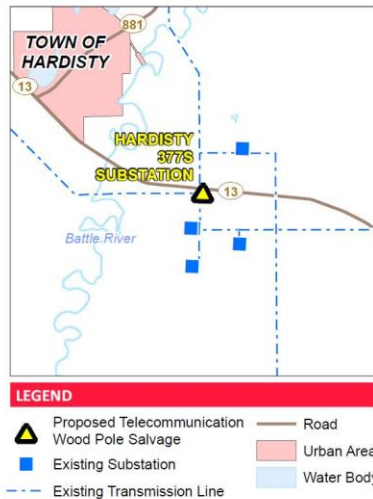 881
TOWN OF
HARDISTY
13
HARDISTY
377S
SUBSTATION
13
Battle River
LEGEND
Proposed Telecommunication
Wood Pole Salvage
Existing Substation
Existing Transmission Line
Road
Urban Area
Water Body